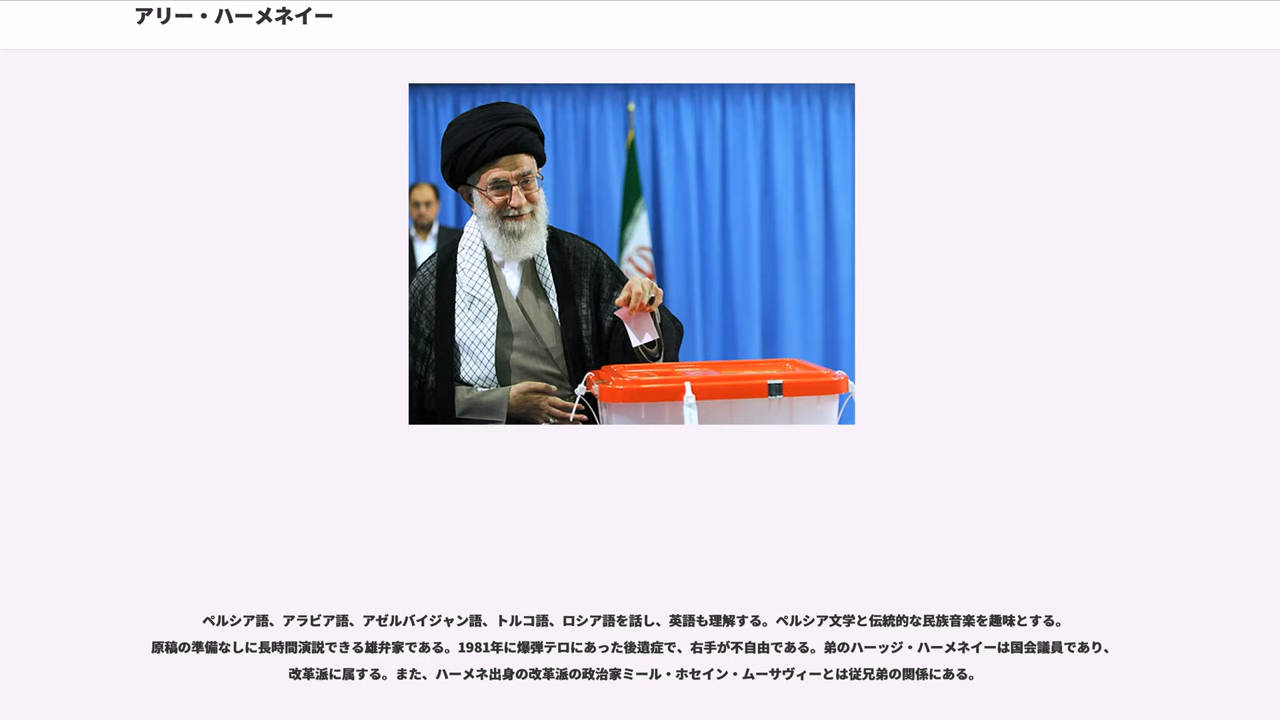 アリー・ハーメネイー
ペルシア語、アラビア語、アゼルバイジャン語、トルコ語、ロシア語を話し、英語も理解する。ペルシア文学と伝統的な民族音楽を趣味とする。
原稿の準備なしに長時間演説できる雄弁家である。1981年に爆弾テロにあった後遺症で、右手が不自由である。弟のハーッジ・ハーメネイーは国会議員であり、
改革派に属する。また、ハーメネ出身の改革派の政治家ミール・ホセイン・ムーサヴィーとは従兄弟の関係にある。